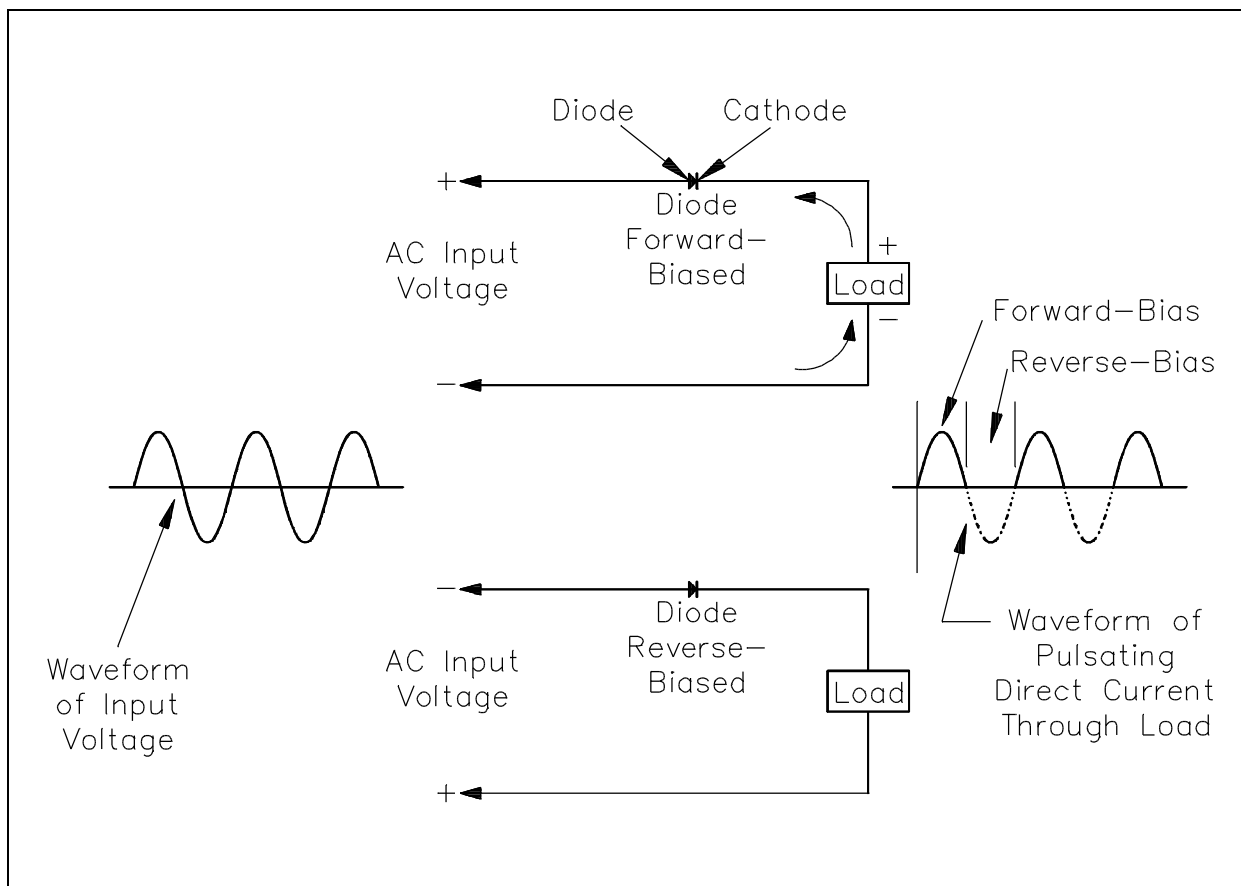 Diode
Cathode
+
Diode
Forward-
Biased
AC Input
Voltage
+
Load
-
-
Forward-Bias
Reverse-Bias
-
Diode
Reverse-
Biased
AC Input
Voltage
Load
+
Waveform
of Input
Voltage
Waveform of
Pulsating
Direct Current
Through Load